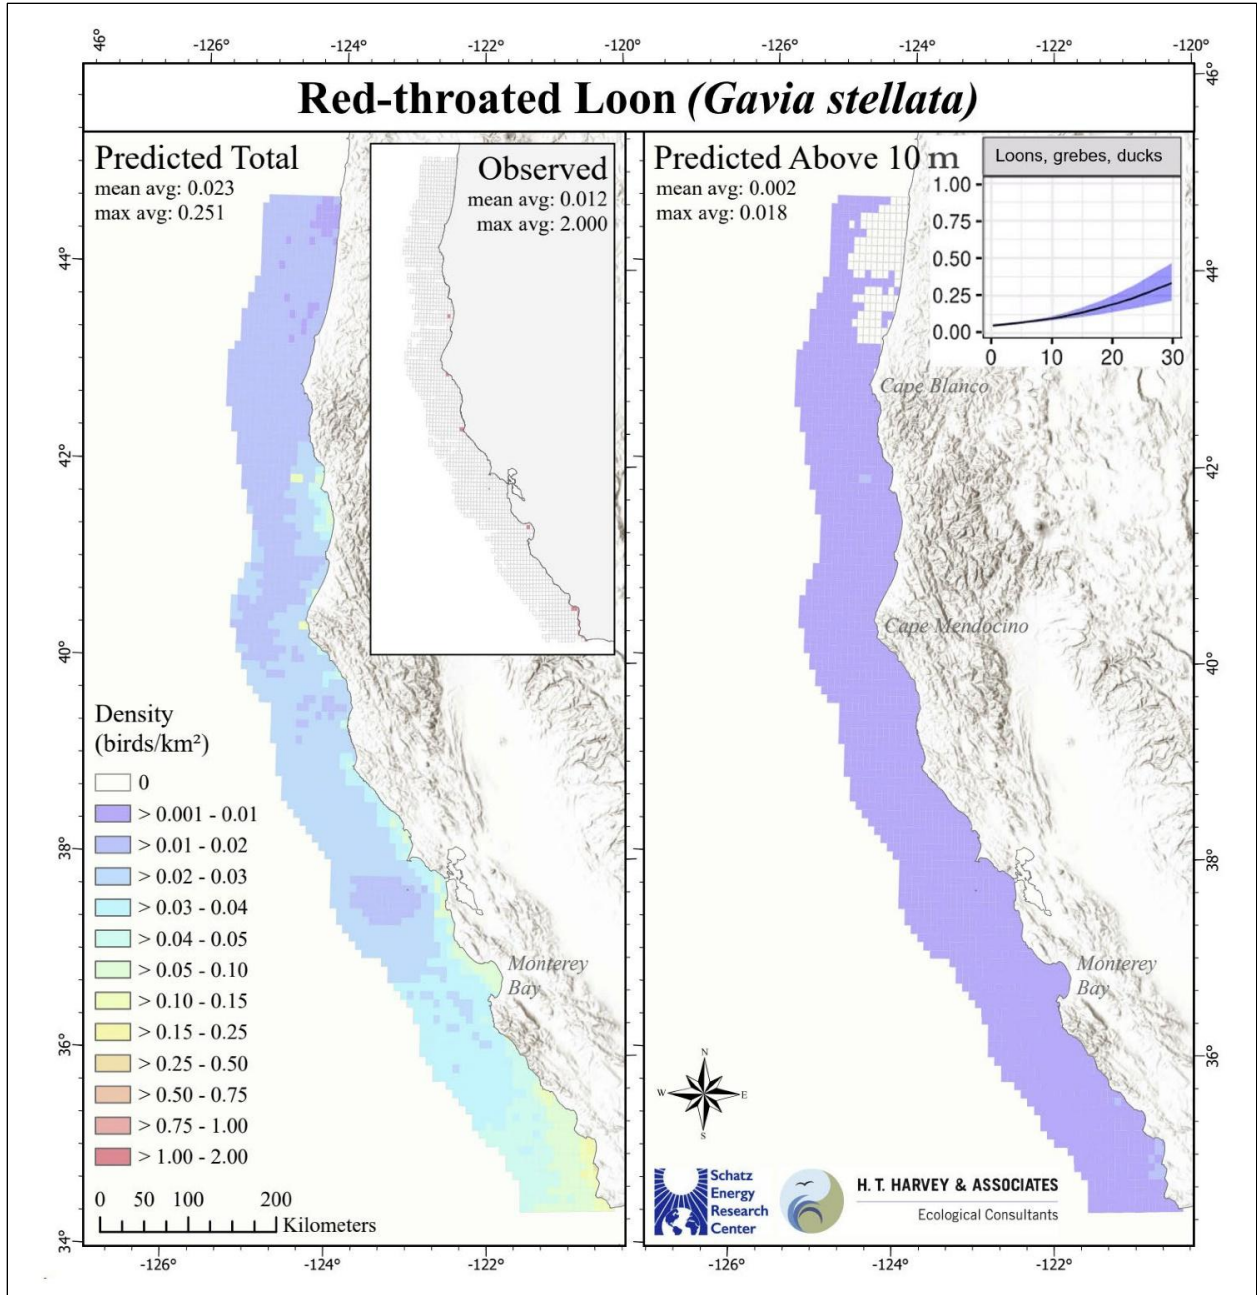 46°
-126°
-124°
-122°
-120°
-126°
-124°
-122°
-120°
46°
Red-throated Loon (Gavia stellata)
Predicted Total
mean avg: 0.023
max avg: 0.251
Observed
mean avg: 0.012
max avg: 2.000
Predicted Above 10 m
mean avg: 0.002
max avg: 0.018
Loons, grebes, ducks
1.00
0.75
0.50
0.25
0.00
0
10
20
30
44°
42°
40°
38°
36°
34°
44°
42°
40°
38°
36°
Cape Blanco
Cape Mendocino
Monterey
Bay
Monterey
Bay
Density
(birds/km²)
0
> 0.001 - 0.01
> 0.01 - 0.02
> 0.02 - 0.03
> 0.03 - 0.04
> 0.04 - 0.05
> 0.05 - 0.10
> 0.10 - 0.15
> 0.15 - 0.25
> 0.25 - 0.50
> 0.50 - 0.75
> 0.75 - 1.00
> 1.00 - 2.00
0 50 100 200
Kilometers
N
W E
S
Schatz
Energy
Research
Center
H. T. HARVEY & ASSOCIATES
Ecological Consultants
-126°
-124°
-122°
-126°
-124°
-122°